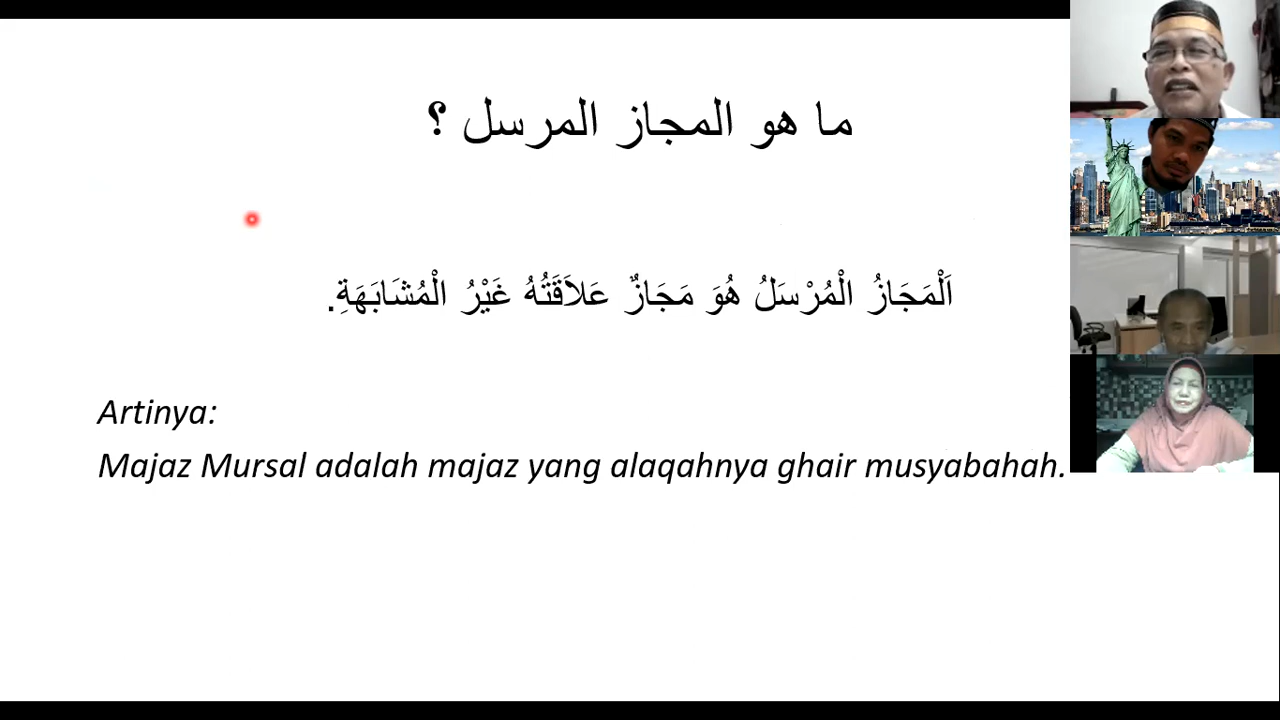 ما هو المجاز المرسل ؟
اَلْمَجَازُ الْمُرْسَلُ هُوَ مَجَازٌ عَلاَقَتُهُ غَيْرُ الْمُشَابَهَةِ.
Artinya:
Majaz Mursal adalah majaz yang alaqahnya ghair musyabahah.